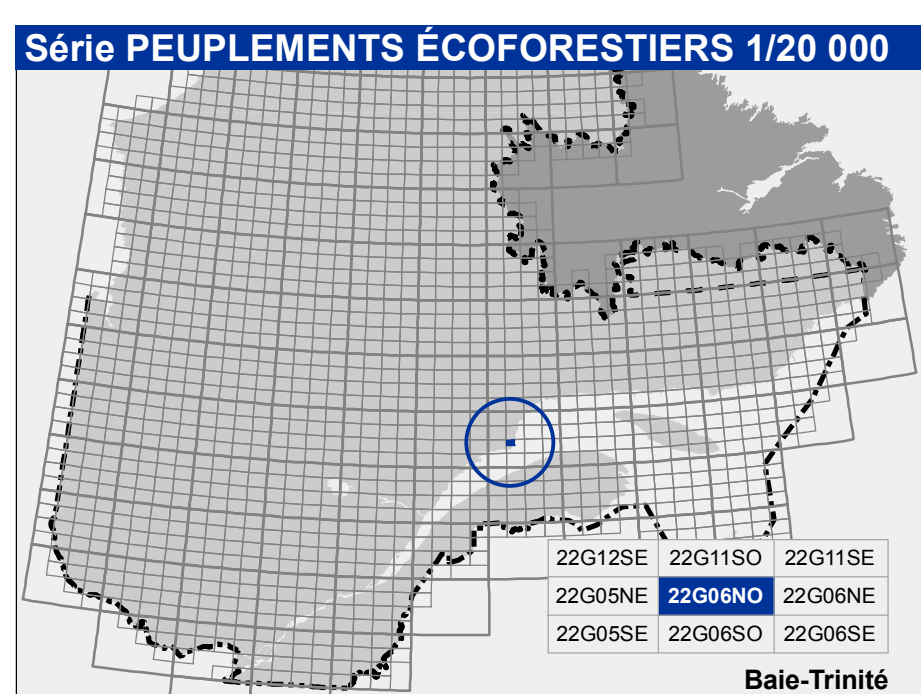 Série PEUPLEMENTS ÉCOFORESTIERS 1/20 000
22G12SE 22G11SO 22G11SE
22G05NE 22G06NO 22G06NE
22G05SE 22G06SO 22G06SE
Baie-Trinité